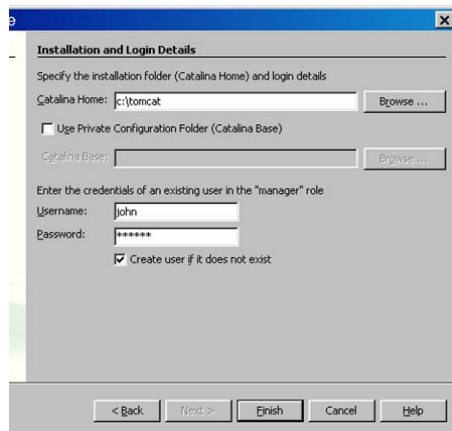 e
Installation and Login Details
Specify the installation folder (Catalina Home) and login details
Catalina Home: c:\tomcat Browse ...
Use Private Configuration Folder (Catalina Base)
Catalina Base: Browse ...
Enter the credentials of an existing user in the "manager" role
Username: john
Password: ******
Create user if it does not exist
< Back Next > Finish Cancel Help